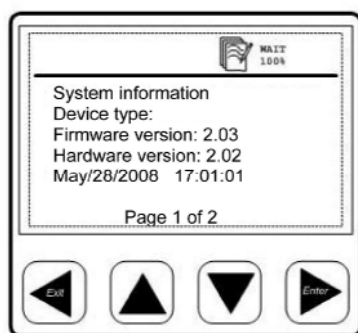 WAIT
100%
System information
Device type:
Firmware version: 2.03
Hardware version: 2.02
May/28/2008 17:01:01
Page 1 of 2
Exit
Enter